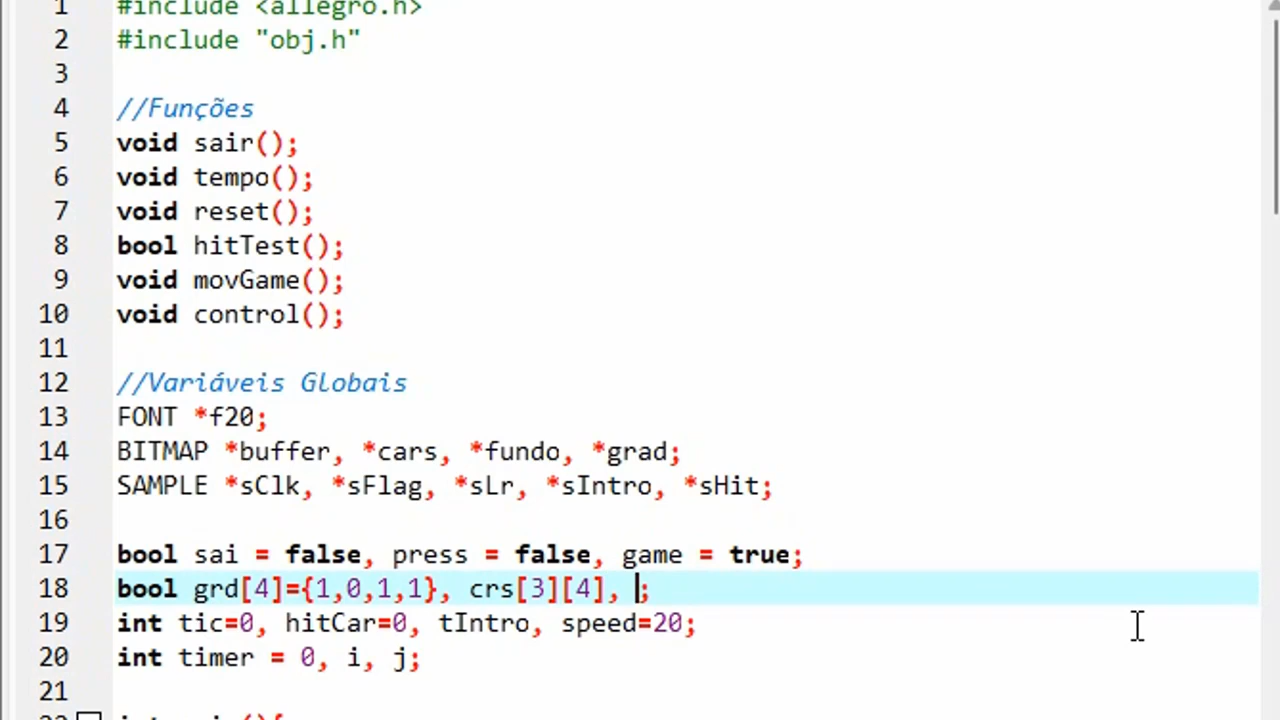 1 #include <allegro.h>
2 #include "obj.h"
3
4 //Funções
5 void sair();
6 void tempo();
7 void reset();
8 bool hitTest();
9 void movGame();
10 void control();
11
12 //Variáveis Globais
13 FONT *f20;
14 BITMAP *buffer, *cars, *fundo, *grad;
15 SAMPLE *sClk, *sFlag, *sLr, *sIntro, *sHit;
16
17 bool sai = false, press = false, game = true;
18 bool grd[4]={1,0,1,1}, crs[3][4], ;
19 int tic=0, hitCar=0, tIntro, speed=20;
20 int timer = 0, i, j;
21